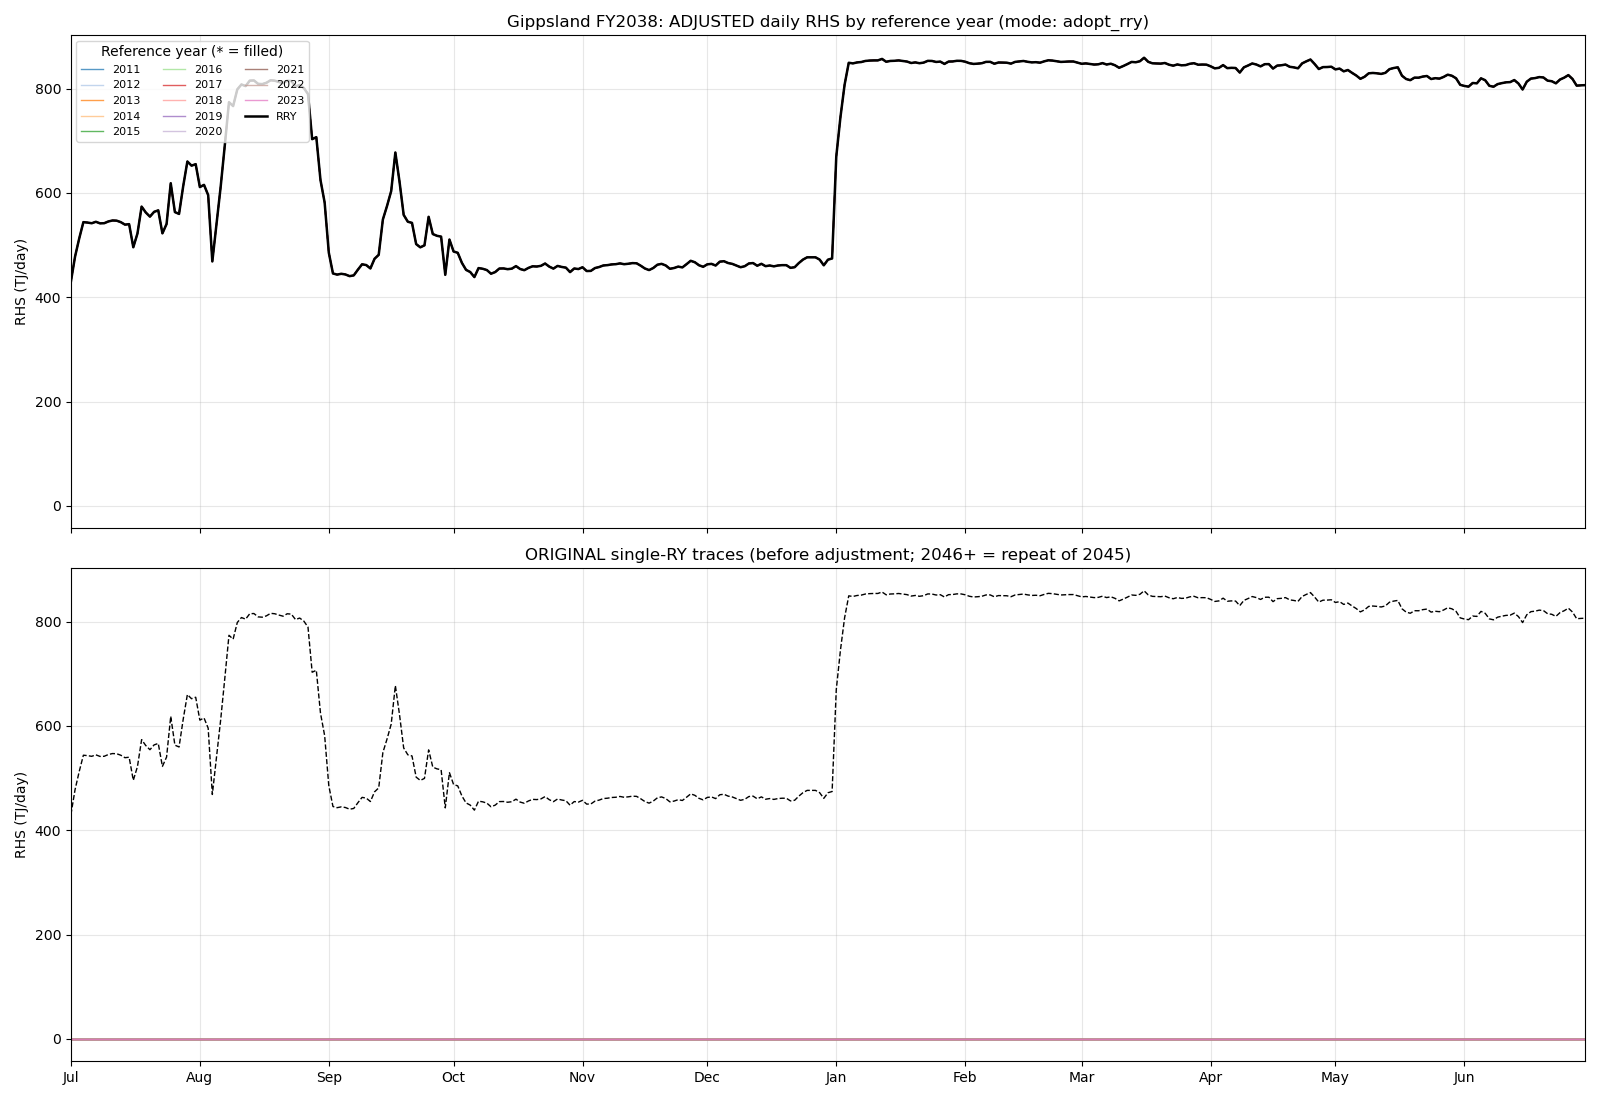 Gippsland FY2038: ADJUSTED daily RHS by reference year (mode: adopt_rry)
Reference year (* = filled)
2011 2016 2021
2012 2017 2022
2013 2018 2023
2014 2019 RRY
2015 2020
RHS (TJ/day)
800
600
400
200
0
ORIGINAL single-RY traces (before adjustment; 2046+ = repeat of 2045)
RHS (TJ/day)
800
600
400
200
0
Jul Aug Sep Oct Nov Dec Jan Feb Mar Apr May Jun